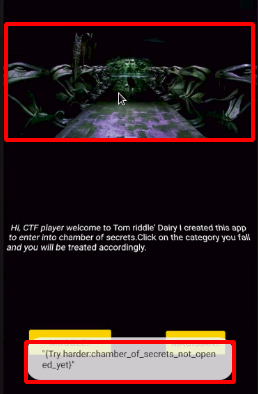 Hi, CTF player welcome to Tom riddle' Dairy I created this app
to enter into chamber of secrets.Click on the category you fall
and you will be treated accordingly.
"{Try harder:chamber_of_secrets_not_open
ed_yet}"